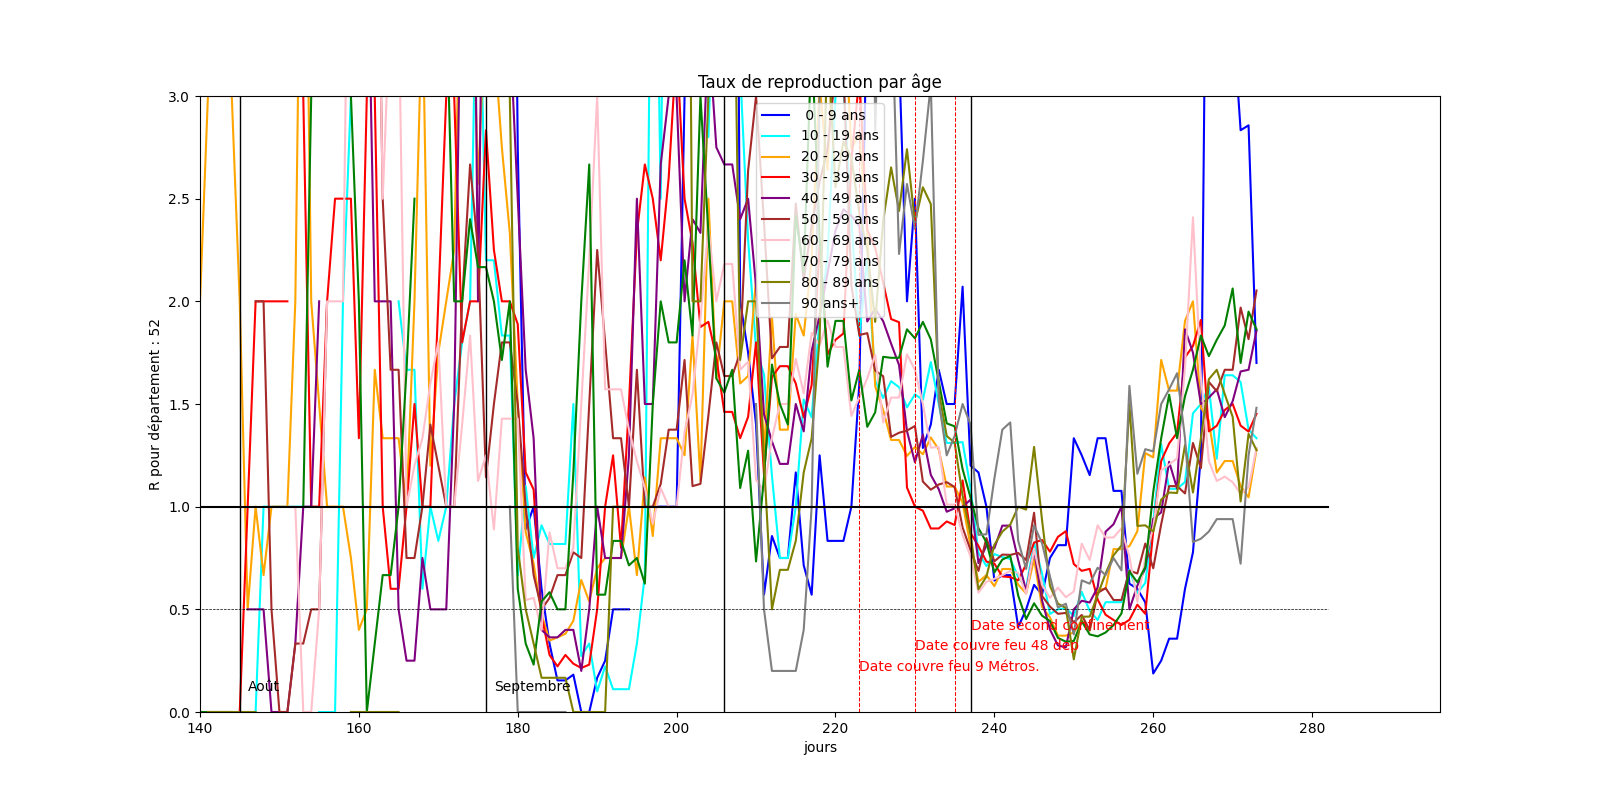 Taux de reproduction par âge
3.0
2.5
2.0
1.5
1.0
0.5
0.0
R pour département : 52
0 - 9 ans
10 - 19 ans
20 - 29 ans
30 - 39 ans
40 - 49 ans
50 - 59 ans
60 - 69 ans
70 - 79 ans
80 - 89 ans
90 ans+
Date second confinement
Date couvre feu 48 dép
Date couvre feu 9 Métros.
Août
Septembre
140
160
180
200
220
240
260
280
jours